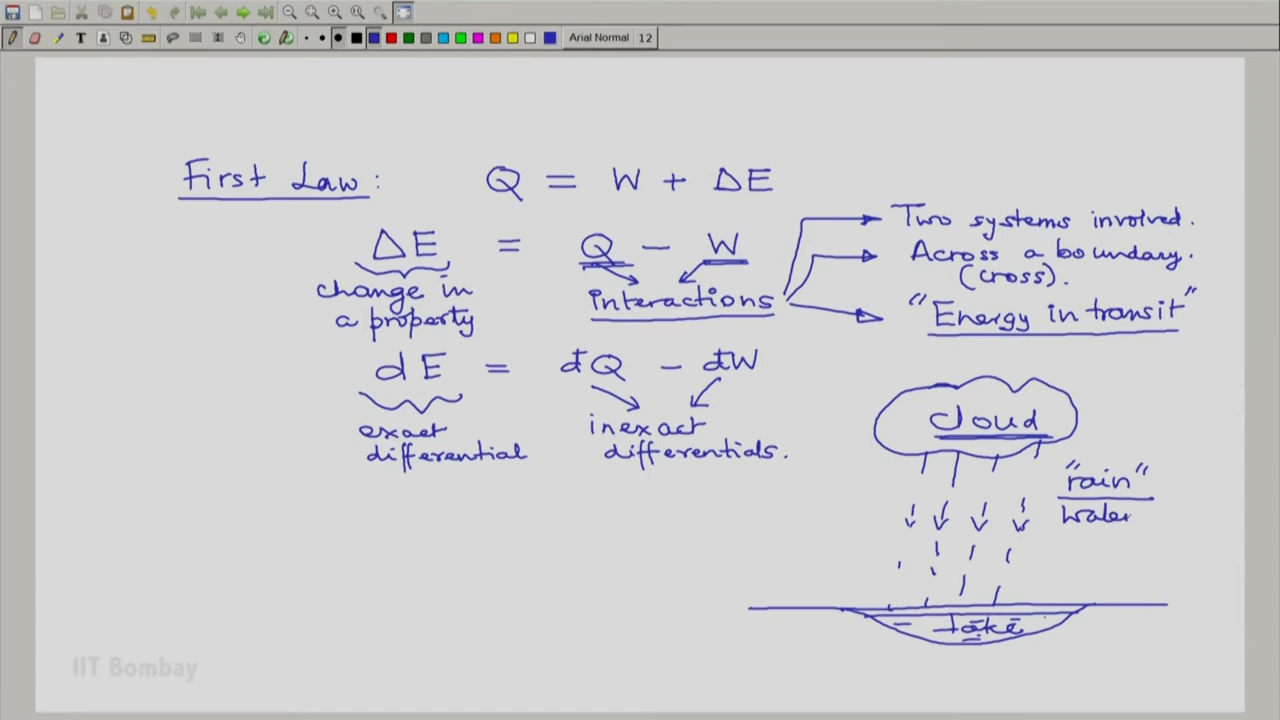 Arial Normal 12
First Law: Q = W + ΔE
ΔE = Q − W
change in
a property
interactions
Two systems involved.
Across a boundary.
(cross).
"Energy in transit"
dE = đQ − đW
exact
differential
inexact
differentials.
cloud
"rain"
water
lake
IIT Bombay